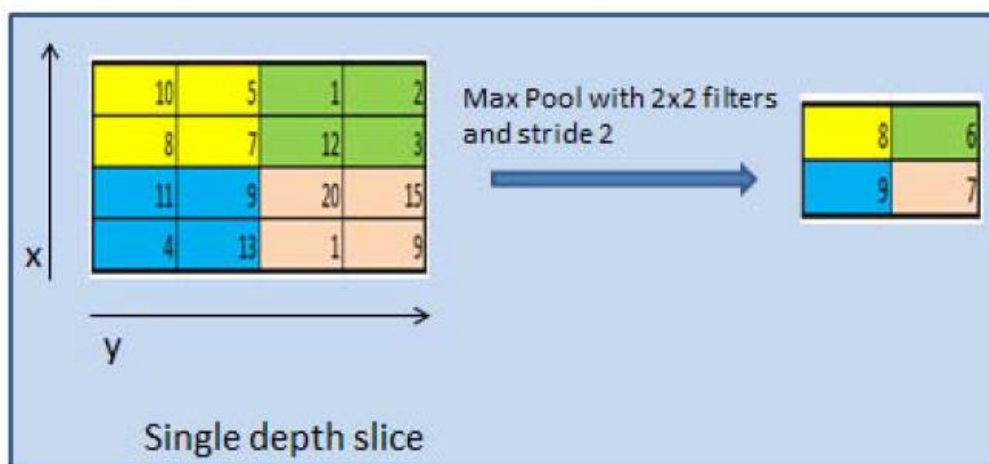 10 5 1 2
8 7 12 3
11 9 20 15
4 13 1 9
x
y
Max Pool with 2x2 filters
and stride 2
8 6
9 7
Single depth slice